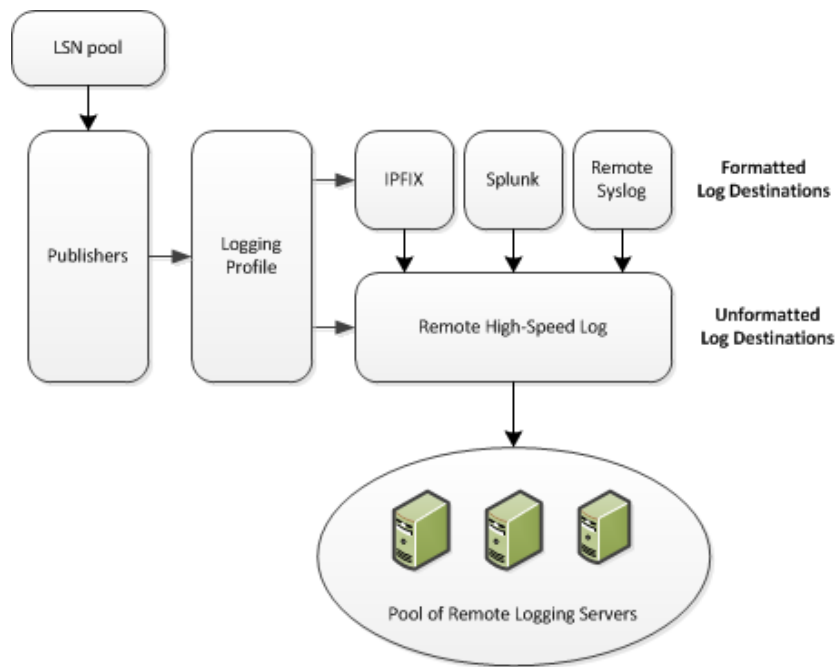 LSN pool
Publishers
Logging
Profile
IPFIX
Splunk
Remote
Syslog
Formatted
Log Destinations
Remote High-Speed Log
Unformatted
Log Destinations
Pool of Remote Logging Servers